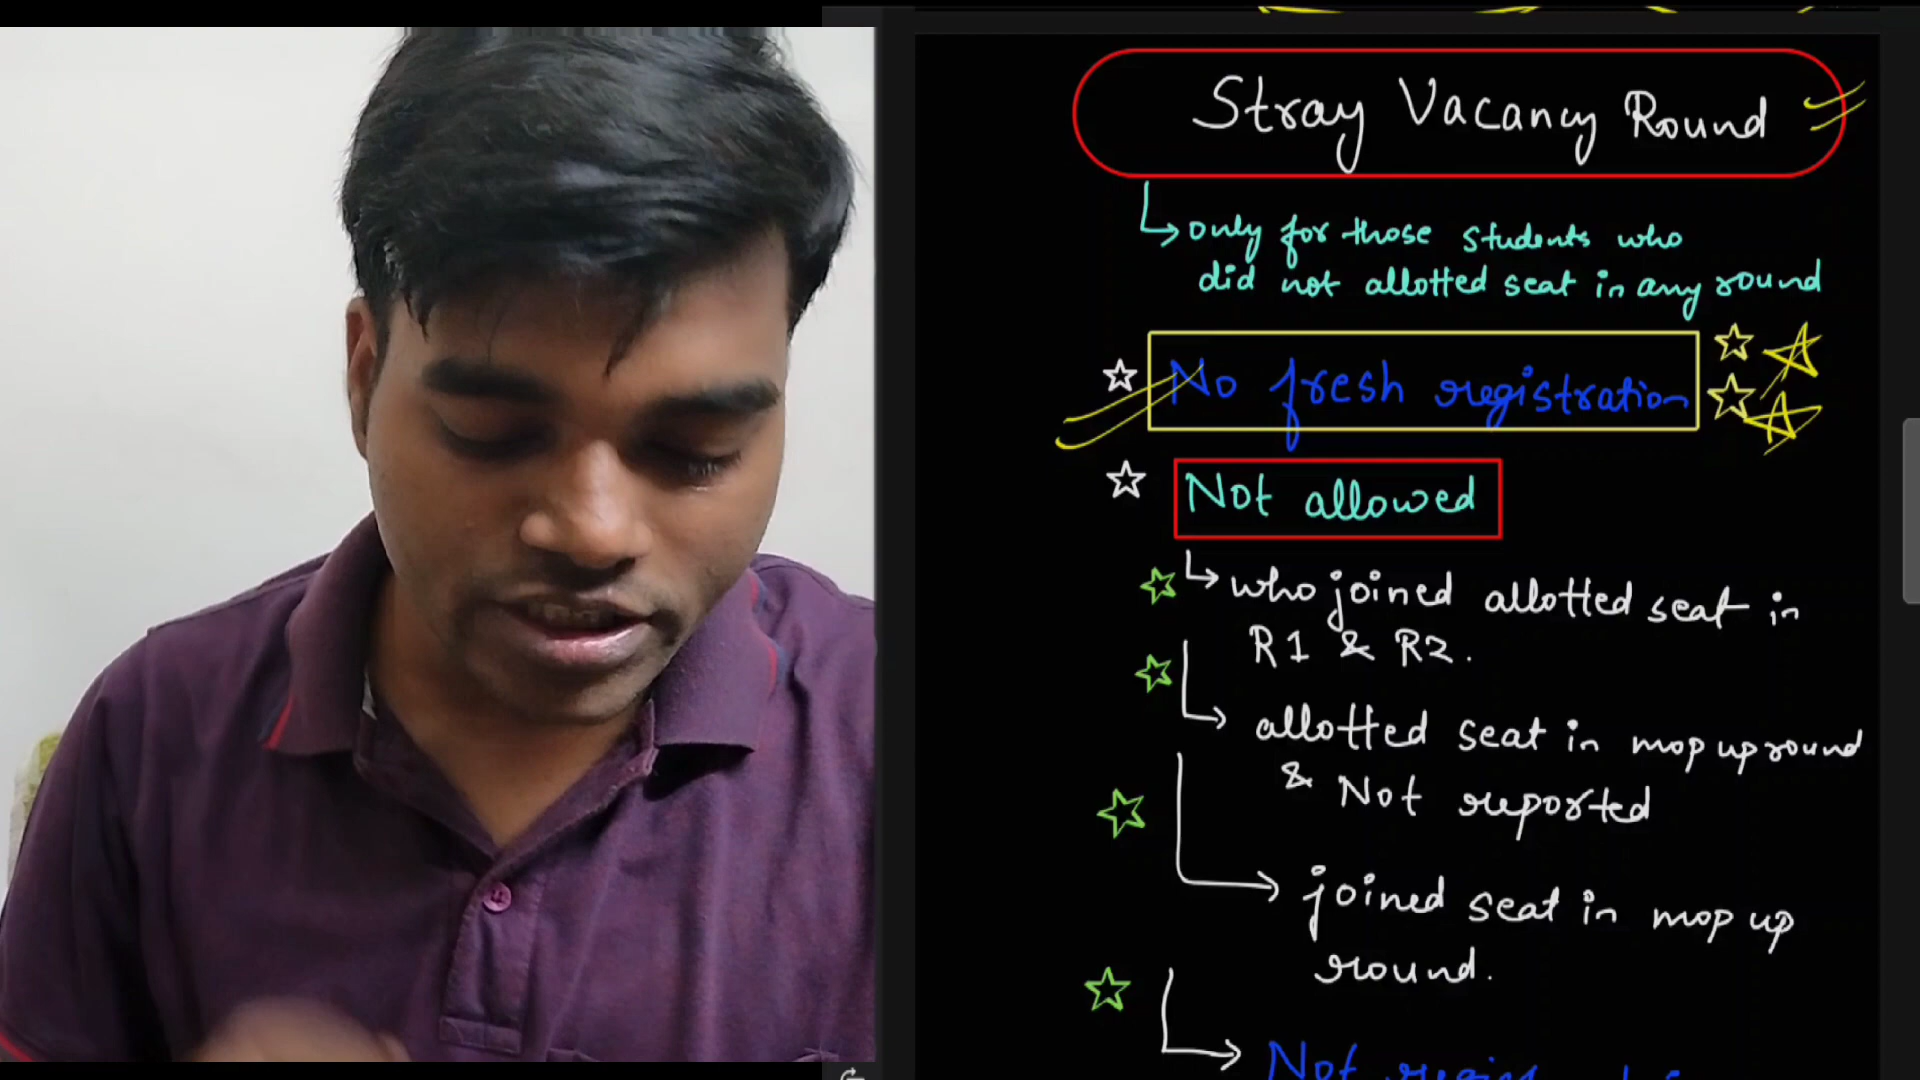 Stray Vacancy Round
only for those students who
did not allotted seat in any round
No fresh registration
Not allowed
who joined allotted seat in
R1 & R2.
allotted seat in mop up round
& Not reported
joined seat in mop up
round.
Not